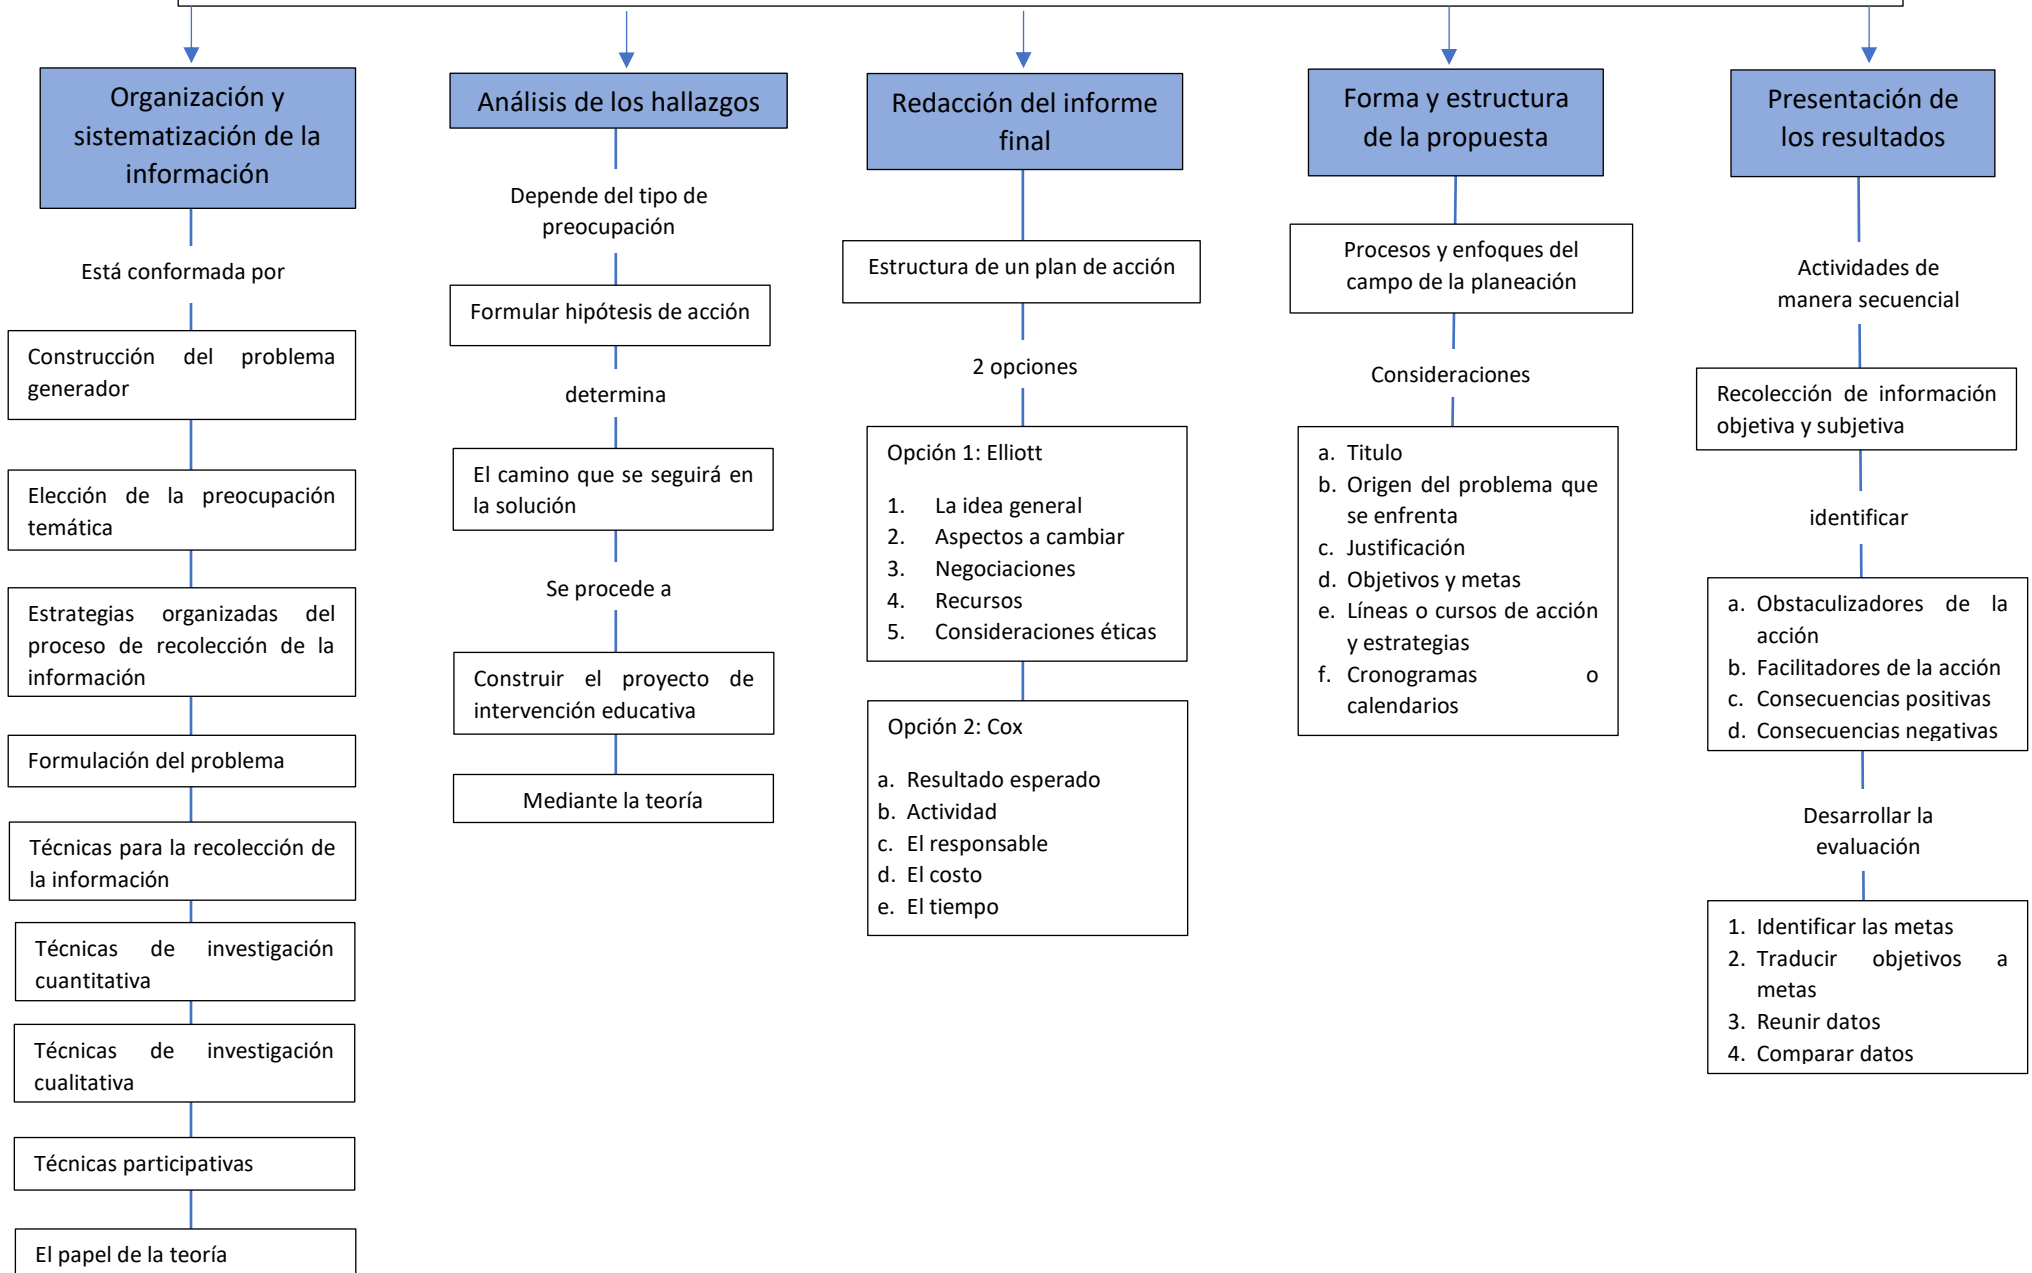 Organización y
sistematización de la
información
Está conformada por
Construcción del problema
generador
Elección de la preocupación
temática
Estrategias organizadas del
proceso de recolección de la
información
Formulación del problema
Técnicas para la recolección de
la información
Técnicas de investigación
cuantitativa
Técnicas de investigación
cualitativa
Técnicas participativas
El papel de la teoría
Análisis de los hallazgos
Depende del tipo de
preocupación
Formular hipótesis de acción
determina
El camino que se seguirá en
la solución
Se procede a
Construir el proyecto de
intervención educativa
Mediante la teoría
Redacción del informe
final
Estructura de un plan de acción
2 opciones
Opción 1: Elliott
1. La idea general
2. Aspectos a cambiar
3. Negociaciones
4. Recursos
5. Consideraciones éticas
Opción 2: Cox
a. Resultado esperado
b. Actividad
c. El responsable
d. El costo
e. El tiempo
Forma y estructura
de la propuesta
Procesos y enfoques del
campo de la planeación
Consideraciones
a. Titulo
b. Origen del problema que
se enfrenta
c. Justificación
d. Objetivos y metas
e. Líneas o cursos de acción
y estrategias
f. Cronogramas o
calendarios
Presentación de
los resultados
Actividades de
manera secuencial
Recolección de información
objetiva y subjetiva
identificar
a. Obstaculizadores de la
acción
b. Facilitadores de la acción
c. Consecuencias positivas
d. Consecuencias negativas
Desarrollar la
evaluación
1. Identificar las metas
2. Traducir objetivos a
metas
3. Reunir datos
4. Comparar datos